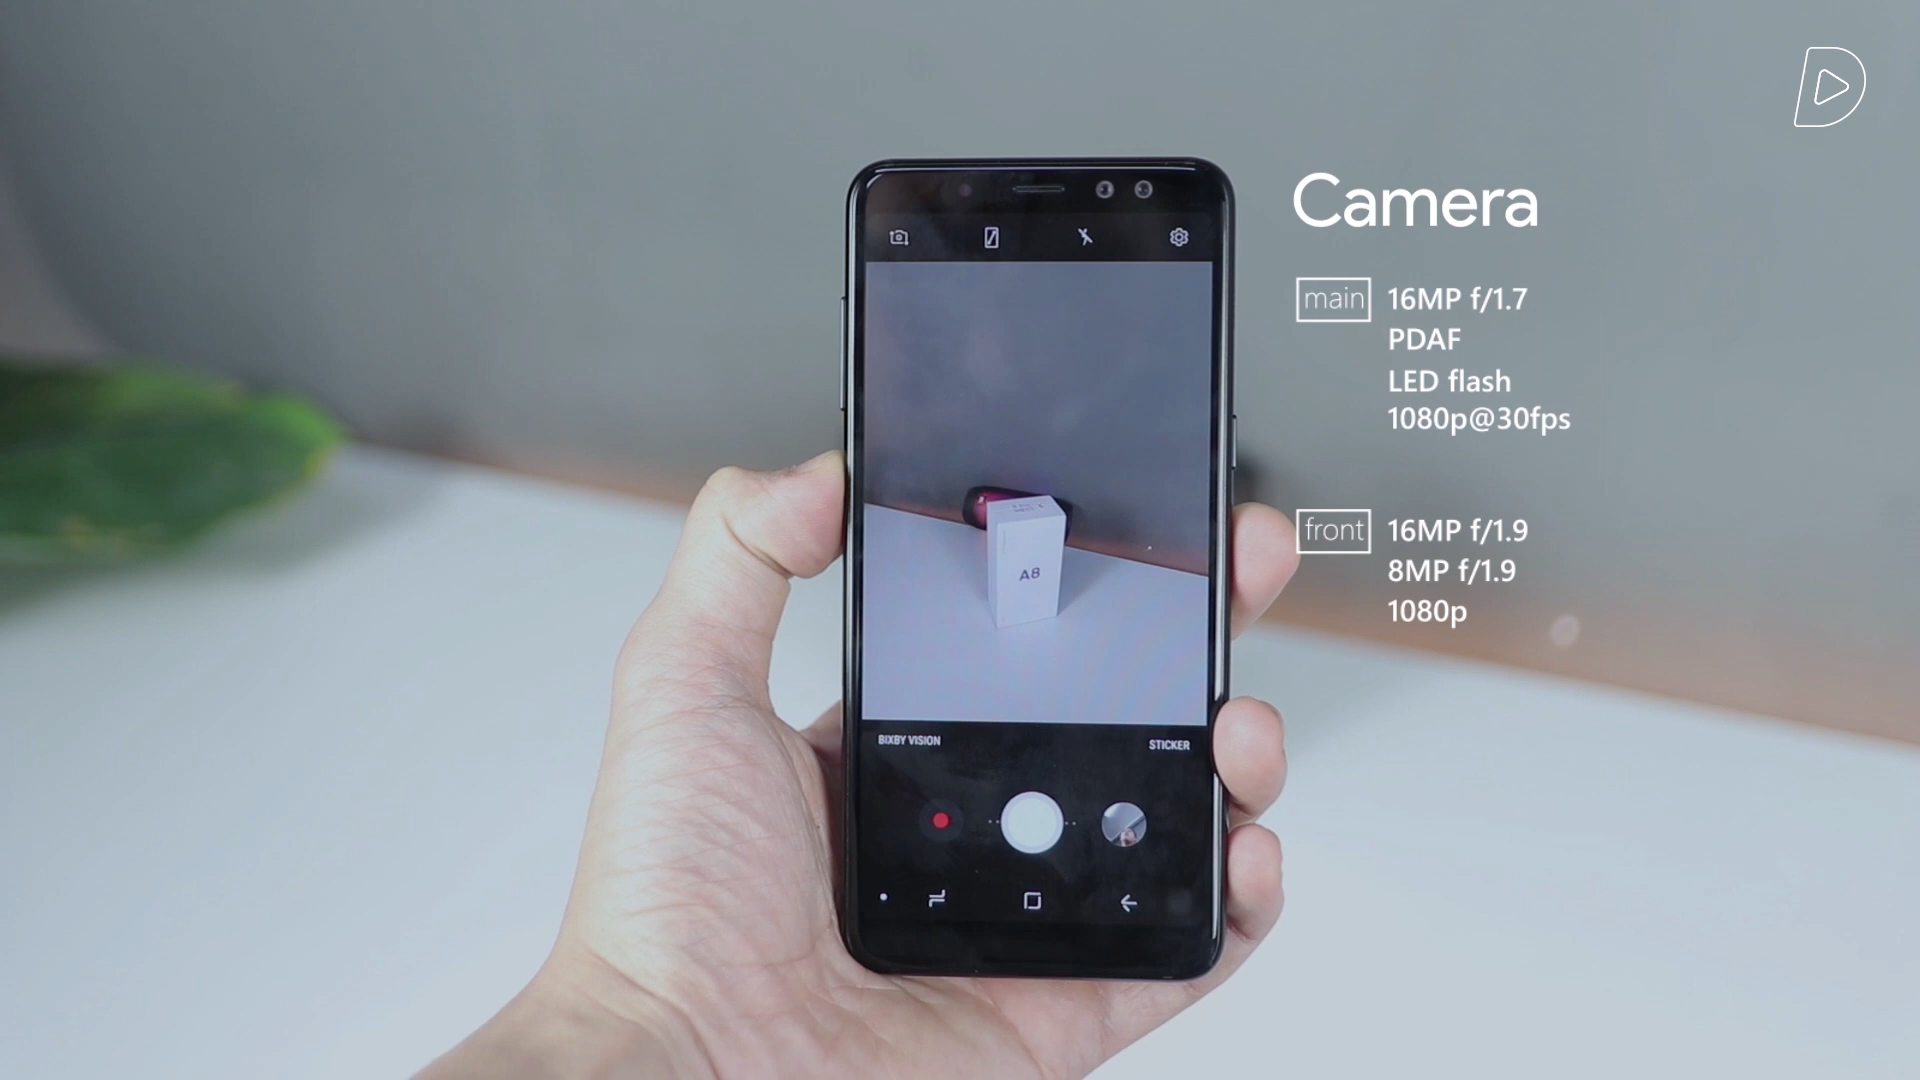 Camera
main 16MP f/1.7
PDAF
LED flash
1080p@30fps
front 16MP f/1.9
8MP f/1.9
1080p
A8
BIXBY VISION
STICKER